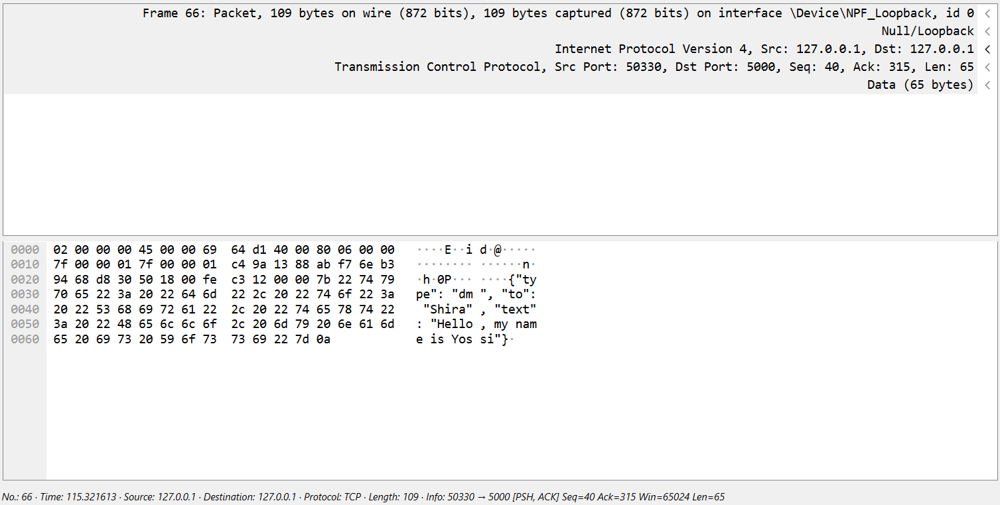 Frame 66: Packet, 109 bytes on wire (872 bits), 109 bytes captured (872 bits) on interface \Device\NPF_Loopback, id 0
Null/Loopback
Internet Protocol Version 4, Src: 127.0.0.1, Dst: 127.0.0.1
Transmission Control Protocol, Src Port: 50330, Dst Port: 5000, Seq: 40, Ack: 315, Len: 65
Data (65 bytes)
0000 02 00 00 00 45 00 00 69 64 d1 40 00 80 06 00 00 ····E··i d·@·····
0010 7f 00 00 01 7f 00 00 01 c4 9a 13 88 ab f7 6e b3 ········ ······n·
0020 94 68 d8 30 50 18 00 fe c3 12 00 00 7b 22 74 79 ·h·0P··· ····{"ty
0030 70 65 22 3a 20 22 64 6d 22 2c 20 22 74 6f 22 3a pe": "dm ", "to":
0040 20 22 53 68 69 72 61 22 2c 20 22 74 65 78 74 22 "Shira" , "text"
0050 3a 20 22 48 65 6c 6c 6f 2c 20 6d 79 20 6e 61 6d : "Hello , my nam
0060 65 20 69 73 20 59 6f 73 73 69 22 7d 0a e is Yos si"}·
No.: 66 · Time: 115.321613 · Source: 127.0.0.1 · Destination: 127.0.0.1 · Protocol: TCP · Length: 109 · Info: 50330 → 5000 [PSH, ACK] Seq=40 Ack=315 Win=65024 Len=65